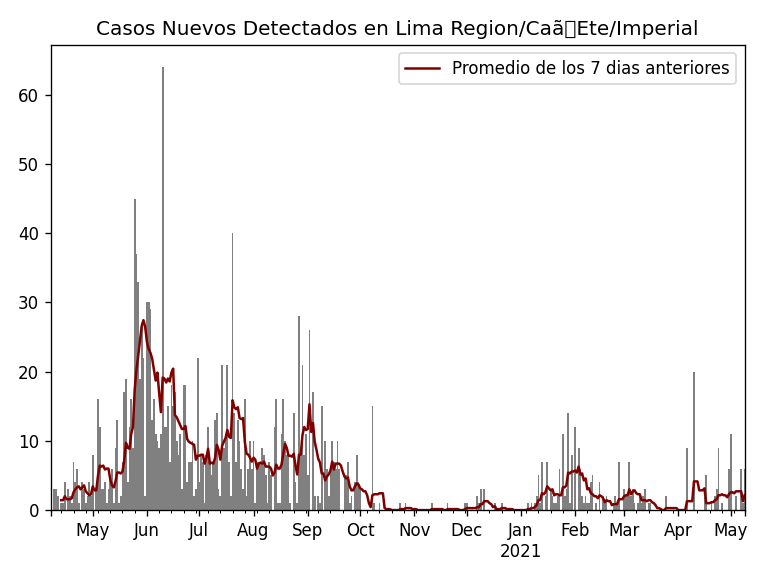 Casos Nuevos Detectados en Lima Region/Caã▯Ete/Imperial
Promedio de los 7 dias anteriores
60
50
40
30
20
10
0
May Jun Jul Aug Sep Oct Nov Dec Jan Feb Mar Apr May
2021